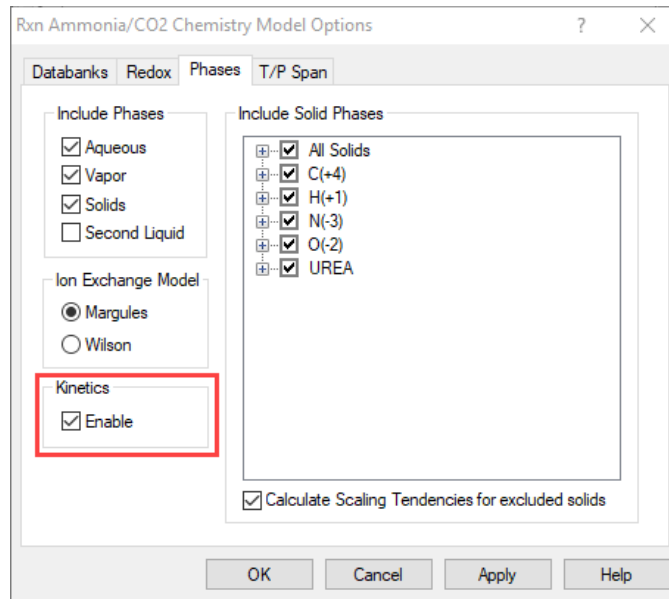 Rxn Ammonia/CO2 Chemistry Model Options
Databanks Redox Phases T/P Span
Include Phases
Aqueous
Vapor
Solids
Second Liquid
Ion Exchange Model
Margules
Wilson
Kinetics
Enable
Include Solid Phases
All Solids
C(+4)
H(+1)
N(-3)
O(-2)
UREA
Calculate Scaling Tendencies for excluded solids
OK Cancel Apply Help